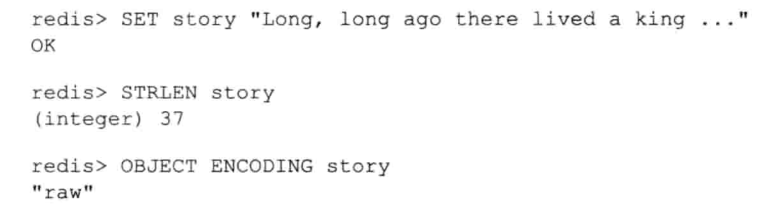 redis> SET story "Long, long ago there lived a king ..."
OK
redis> STRLEN story
(integer) 37
redis> OBJECT ENCODING story
"raw"